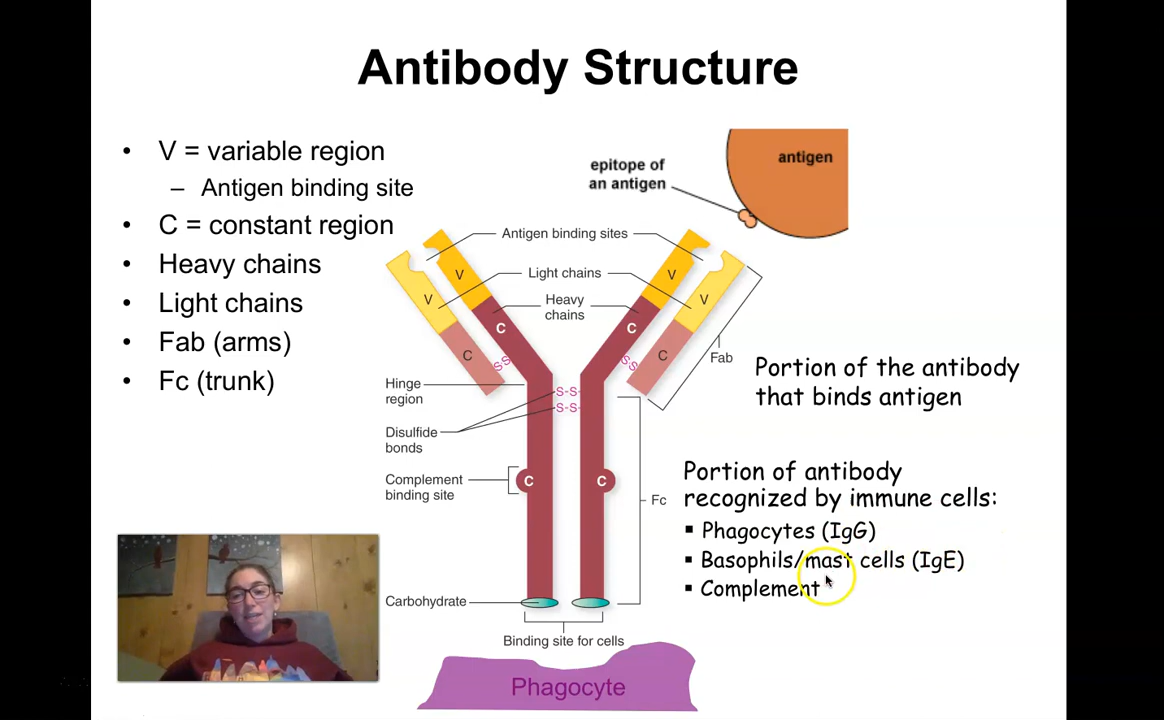 Antibody Structure
• V = variable region
– Antigen binding site
• C = constant region
• Heavy chains
• Light chains
• Fab (arms)
• Fc (trunk)
epitope of
an antigen
antigen
Antigen binding sites
Light chains
Heavy
chains
V
V
V
V
C
C
C
C
S-S
S-S
Fab
Hinge
region
S-S
S-S
Disulfide
bonds
Complement
binding site
C
C
Fc
Carbohydrate
Binding site for cells
Phagocyte
Portion of the antibody
that binds antigen
Portion of antibody
recognized by immune cells:
▪ Phagocytes (IgG)
▪ Basophils/mast cells (IgE)
▪ Complement